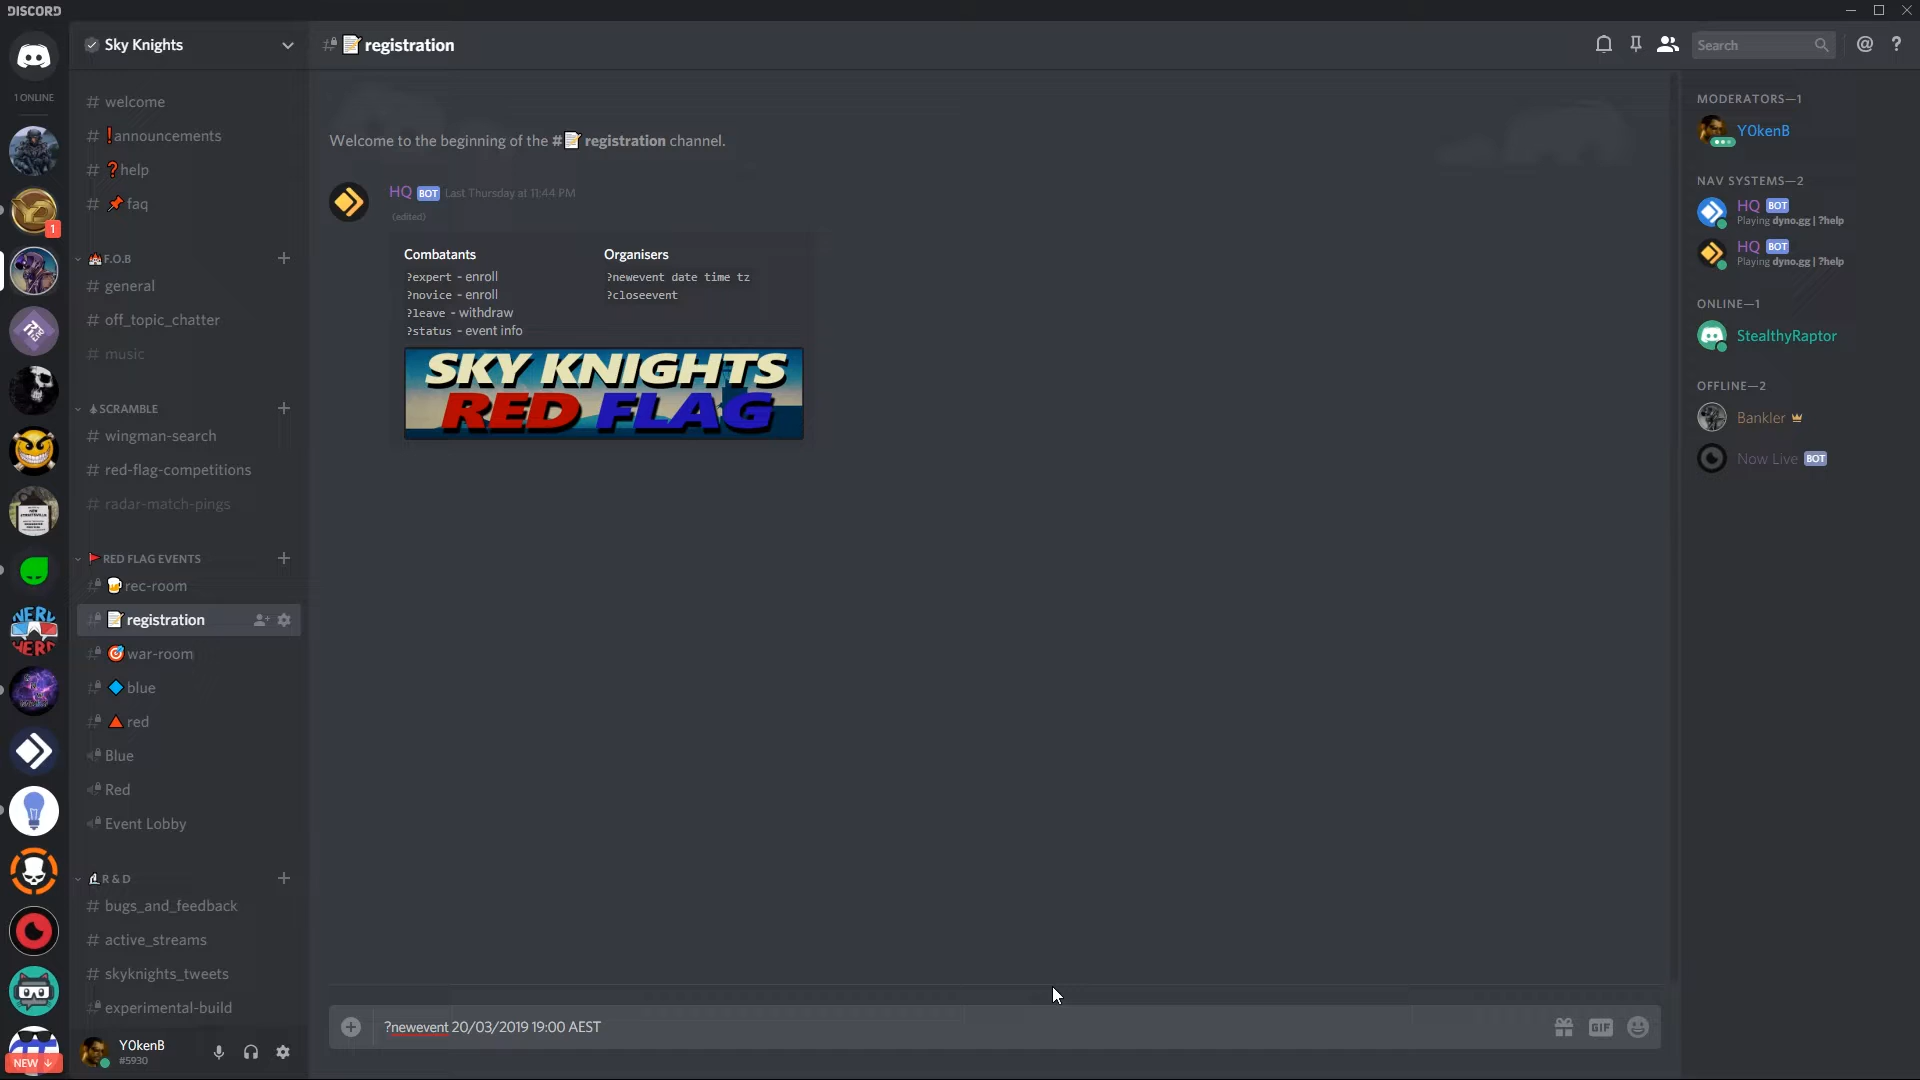 DISCORD
1 ONLINE
1
NERD
HERD
NEW
Sky Knights
# welcome
# ❗announcements
# ❓help
# 📌 faq
F.O.B
# general
# off_topic_chatter
# music
SCRAMBLE
# wingman-search
# red-flag-competitions
# radar-match-pings
RED FLAG EVENTS
rec-room
registration
war-room
blue
red
Blue
Red
Event Lobby
R & D
# bugs_and_feedback
# active_streams
# skyknights_tweets
experimental-build
Y0kenB
#5930
registration
Search
Welcome to the beginning of the #📝 registration channel.
HQ BOT Last Thursday at 11:44 PM
(edited)
Combatants
?expert - enroll
?novice - enroll
?leave - withdraw
?status - event info
Organisers
?newevent date time tz
?closeevent
SKY KNIGHTS
RED FLAG
?newevent 20/03/2019 19:00 AEST
GIF
MODERATORS—1
Y0kenB
NAV SYSTEMS—2
HQ BOT
Playing dyno.gg | ?help
HQ BOT
Playing dyno.gg | ?help
ONLINE—1
StealthyRaptor
OFFLINE—2
Bankler
Now Live BOT